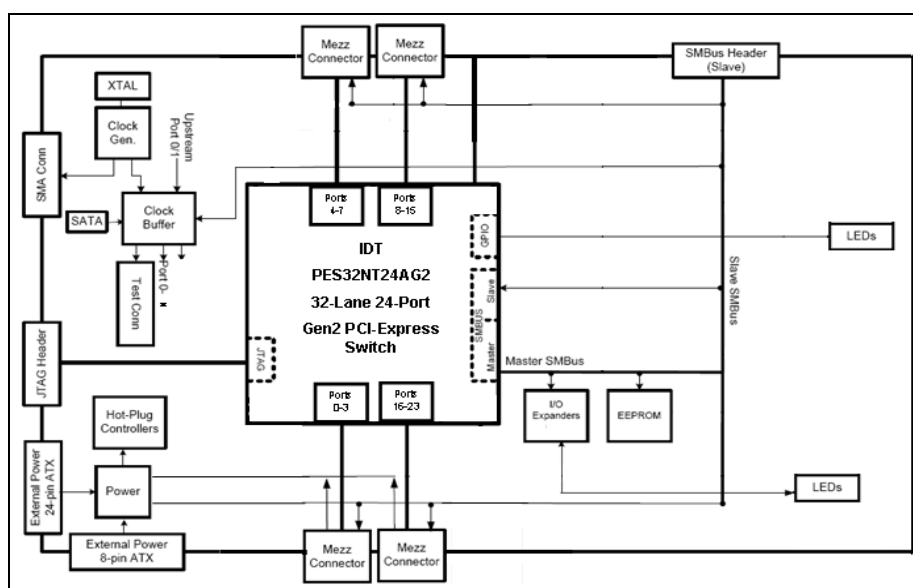 Mezz
Connector
Mezz
Connector
SMBus Header
(Slave)
XTAL
Clock
Gen.
Upstream
Port 0/1
SMA Conn
SATA
Clock
Buffer
Port 0-
Test Conn
Ports
4-7
Ports
8-15
GPIO
LEDs
IDT
PES32NT24AG2
32-Lane 24-Port
Gen2 PCI-Express
Switch
Slave
SMBUS
Master
Slave SMBus
JTAG Header
JTAG
Master SMBus
Ports
0-3
Ports
16-23
I/O
Expanders
EEPROM
Hot-Plug
Controllers
External Power
24-pin ATX
Power
LEDs
External Power
8-pin ATX
Mezz
Connector
Mezz
Connector